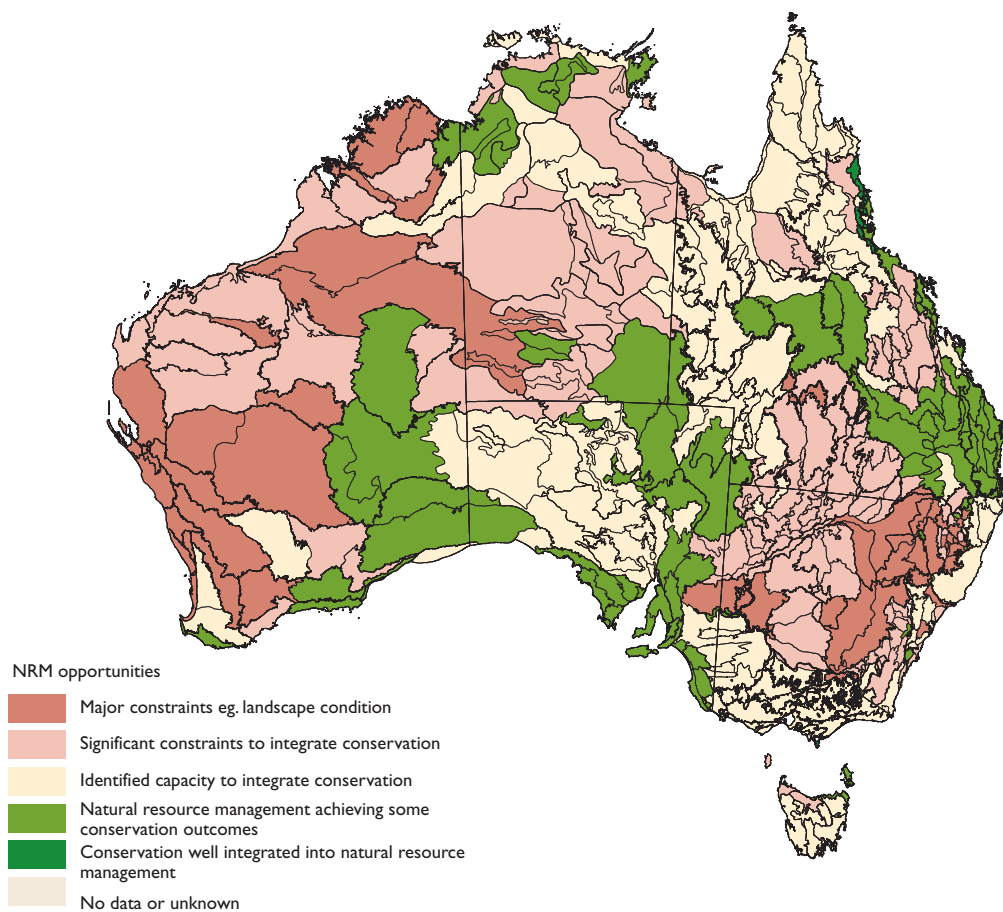 NRM opportunities
Major constraints eg. landscape condition
Significant constraints to integrate conservation
Identified capacity to integrate conservation
Natural resource management achieving some
conservation outcomes
Conservation well integrated into natural resource
management
No data or unknown